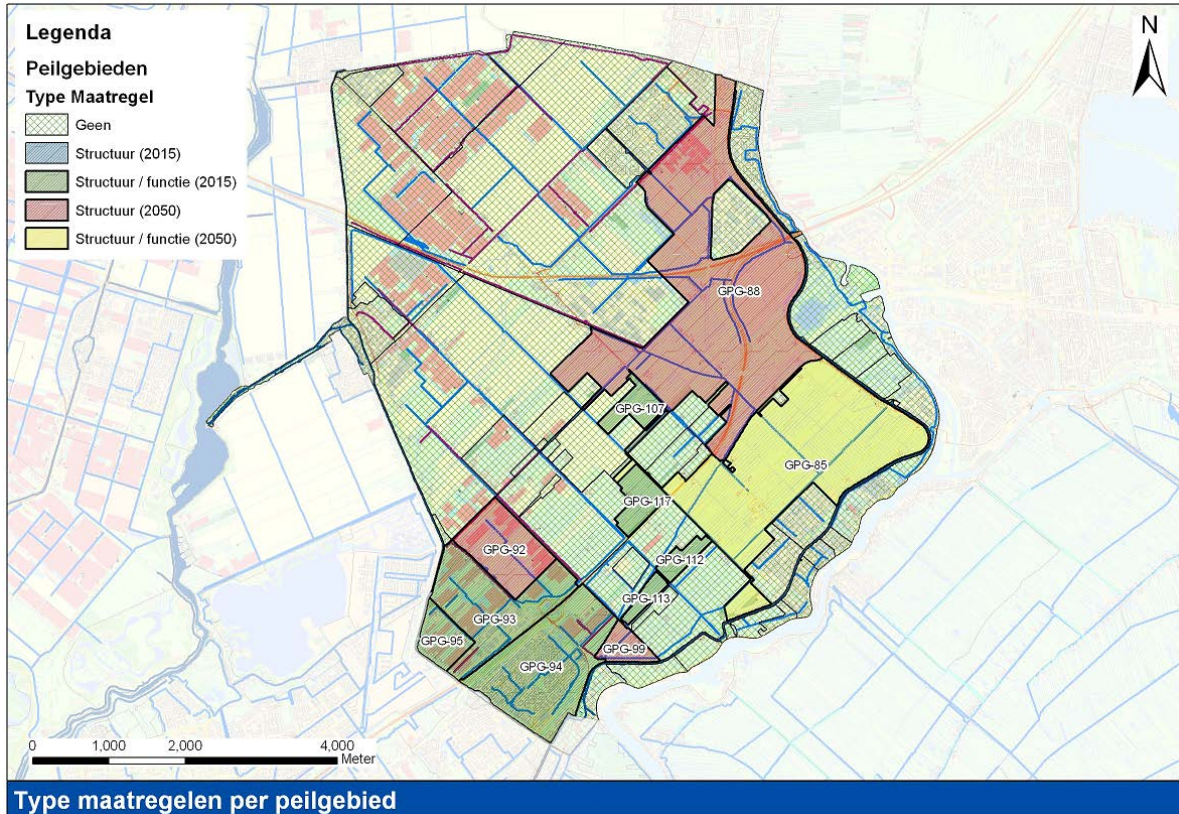 Legenda
Peilgebieden
Type Maatregel
Geen
Structuur (2015)
Structuur / functie (2015)
Structuur (2050)
Structuur / functie (2050)
N
GPG-88
GPG-107
GPG-85
GPG-117
GPG-92
GPG-112
GPG-113
GPG-93
GPG-95
GPG-99
GPG-94
0 1,000 2,000 4,000
Meter
Type maatregelen per peilgebied